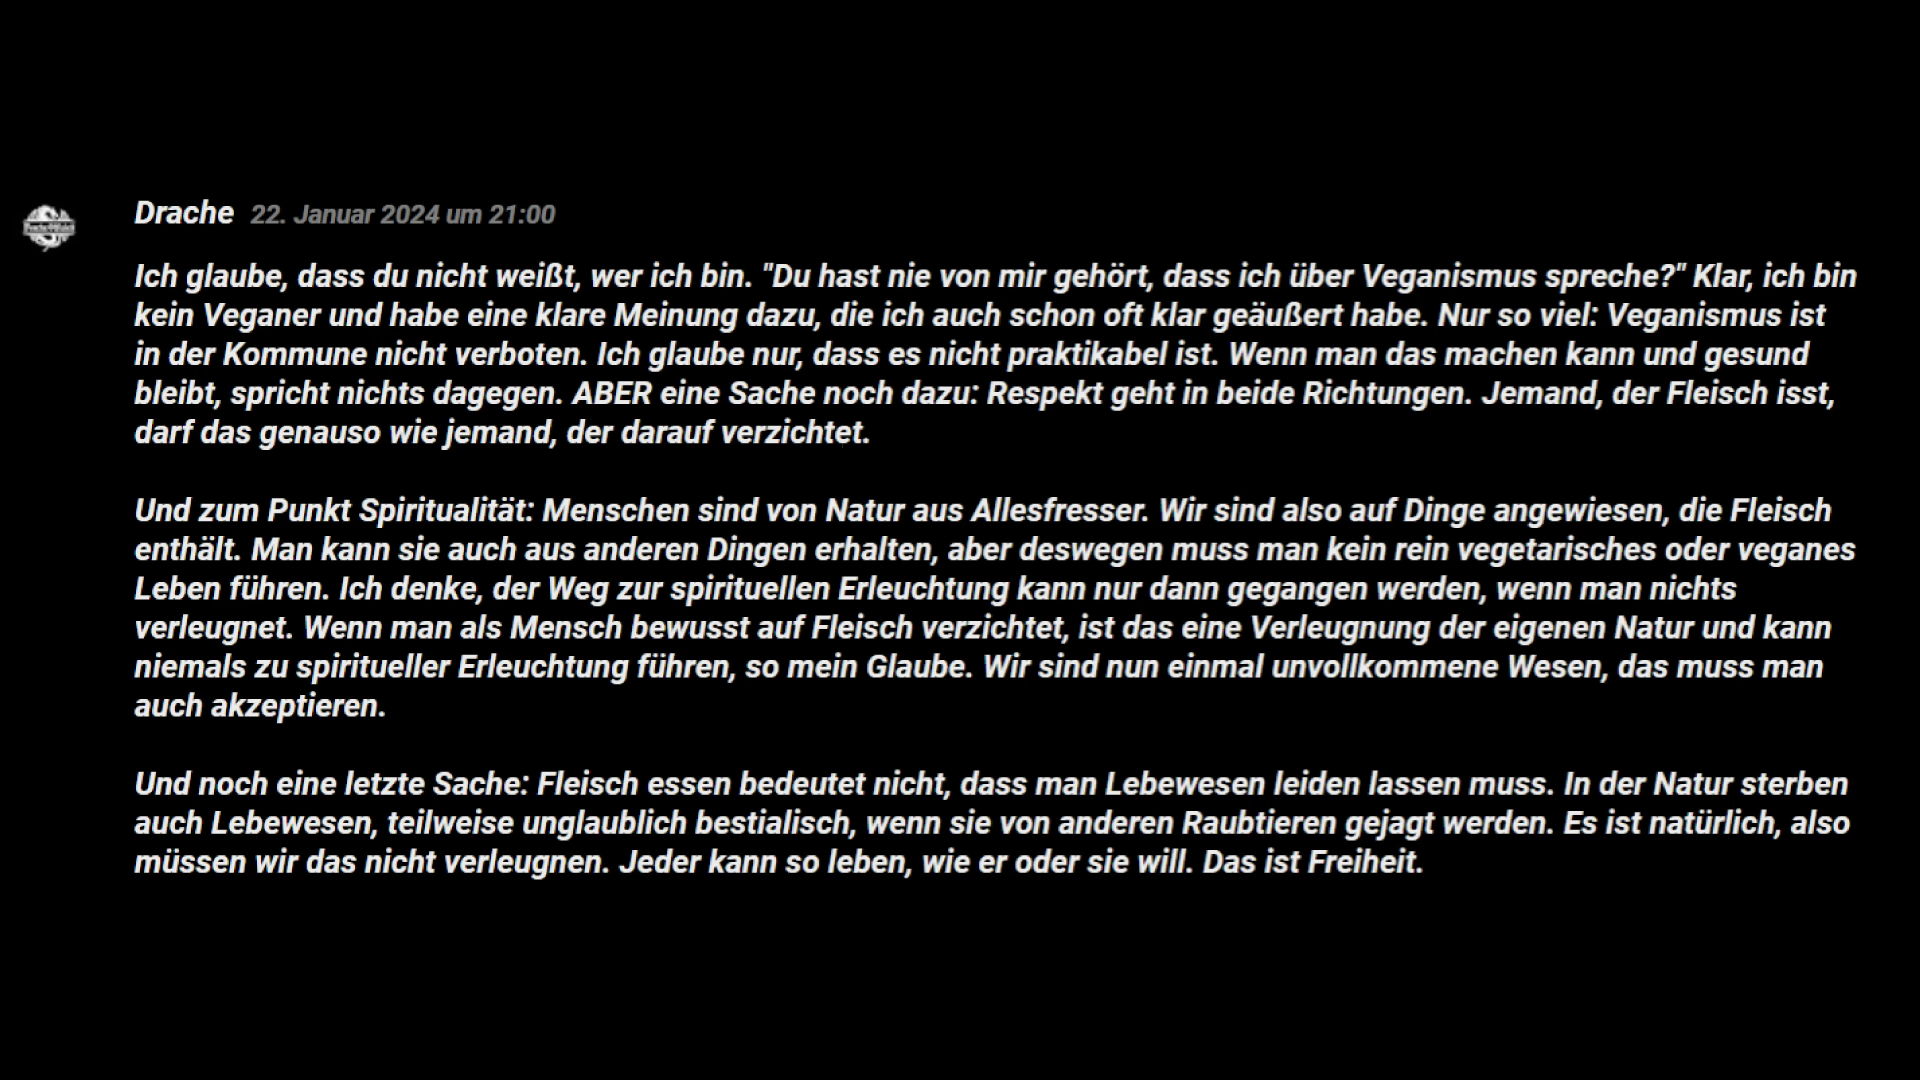 Drache 22. Januar 2024 um 21:00
Ich glaube, dass du nicht weißt, wer ich bin. "Du hast nie von mir gehört, dass ich über Veganismus spreche?" Klar, ich bin
kein Veganer und habe eine klare Meinung dazu, die ich auch schon oft klar geäußert habe. Nur so viel: Veganismus ist
in der Kommune nicht verboten. Ich glaube nur, dass es nicht praktikabel ist. Wenn man das machen kann und gesund
bleibt, spricht nichts dagegen. ABER eine Sache noch dazu: Respekt geht in beide Richtungen. Jemand, der Fleisch isst,
darf das genauso wie jemand, der darauf verzichtet.
Und zum Punkt Spiritualität: Menschen sind von Natur aus Allesfresser. Wir sind also auf Dinge angewiesen, die Fleisch
enthält. Man kann sie auch aus anderen Dingen erhalten, aber deswegen muss man kein rein vegetarisches oder veganes
Leben führen. Ich denke, der Weg zur spirituellen Erleuchtung kann nur dann gegangen werden, wenn man nichts
verleugnet. Wenn man als Mensch bewusst auf Fleisch verzichtet, ist das eine Verleugnung der eigenen Natur und kann
niemals zu spiritueller Erleuchtung führen, so mein Glaube. Wir sind nun einmal unvollkommene Wesen, das muss man
auch akzeptieren.
Und noch eine letzte Sache: Fleisch essen bedeutet nicht, dass man Lebewesen leiden lassen muss. In der Natur sterben
auch Lebewesen, teilweise unglaublich bestialisch, wenn sie von anderen Raubtieren gejagt werden. Es ist natürlich, also
müssen wir das nicht verleugnen. Jeder kann so leben, wie er oder sie will. Das ist Freiheit.